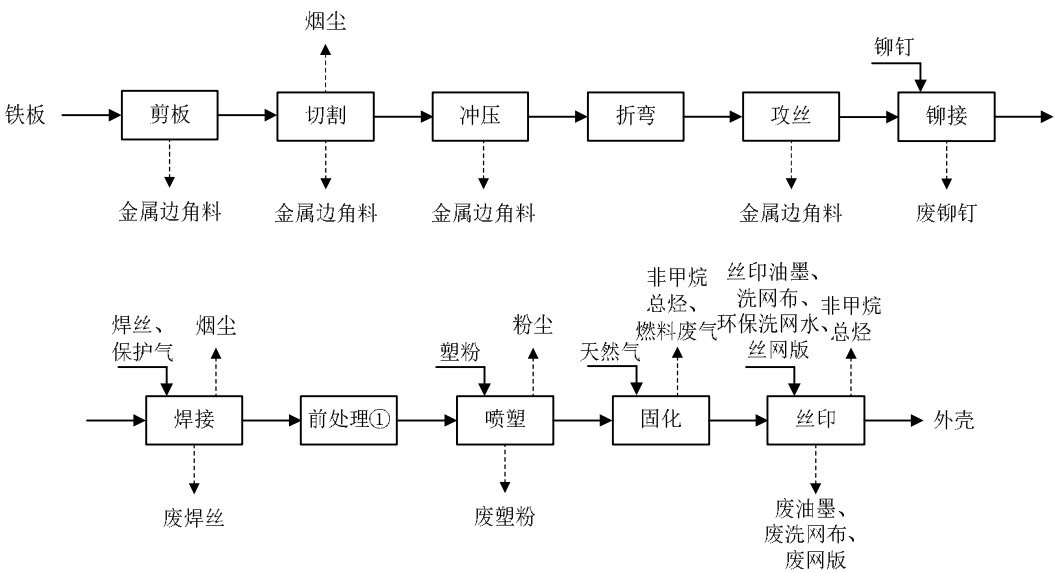 烟尘
铆钉
铁板
剪板
切割
冲压
折弯
攻丝
铆接
金属边角料
金属边角料
金属边角料
金属边角料
废铆钉
焊丝、
保护气
烟尘
塑粉
粉尘
天然气
非甲烷
总烃、
燃料废气
丝印油墨、
洗网布、
环保洗网水、
丝网版
非甲烷
总烃
焊接
前处理①
喷塑
固化
丝印
外壳
废焊丝
废塑粉
废油墨、
废洗网布、
废网版